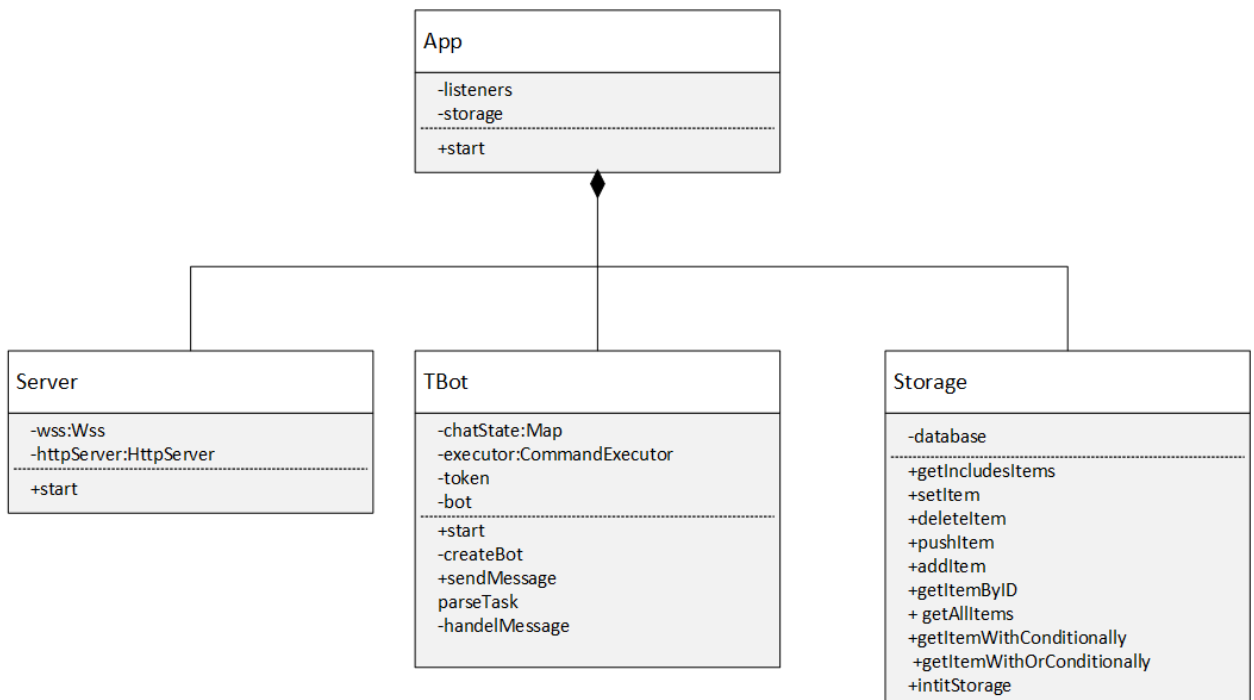 App
-listeners
-storage
+start
Server
-wss:Wss
-httpServer:HttpServer
+start
TBot
-chatState:Map
-executor:CommandExecutor
-token
-bot
+start
-createBot
+sendMessage
parseTask
-handelMessage
Storage
-database
+getIncludesItems
+setItem
+deleteItem
+pushItem
+addItem
+getItemByID
+ getAllItems
+getItemWithConditionally
+getItemWithOrConditionally
+intitStorage